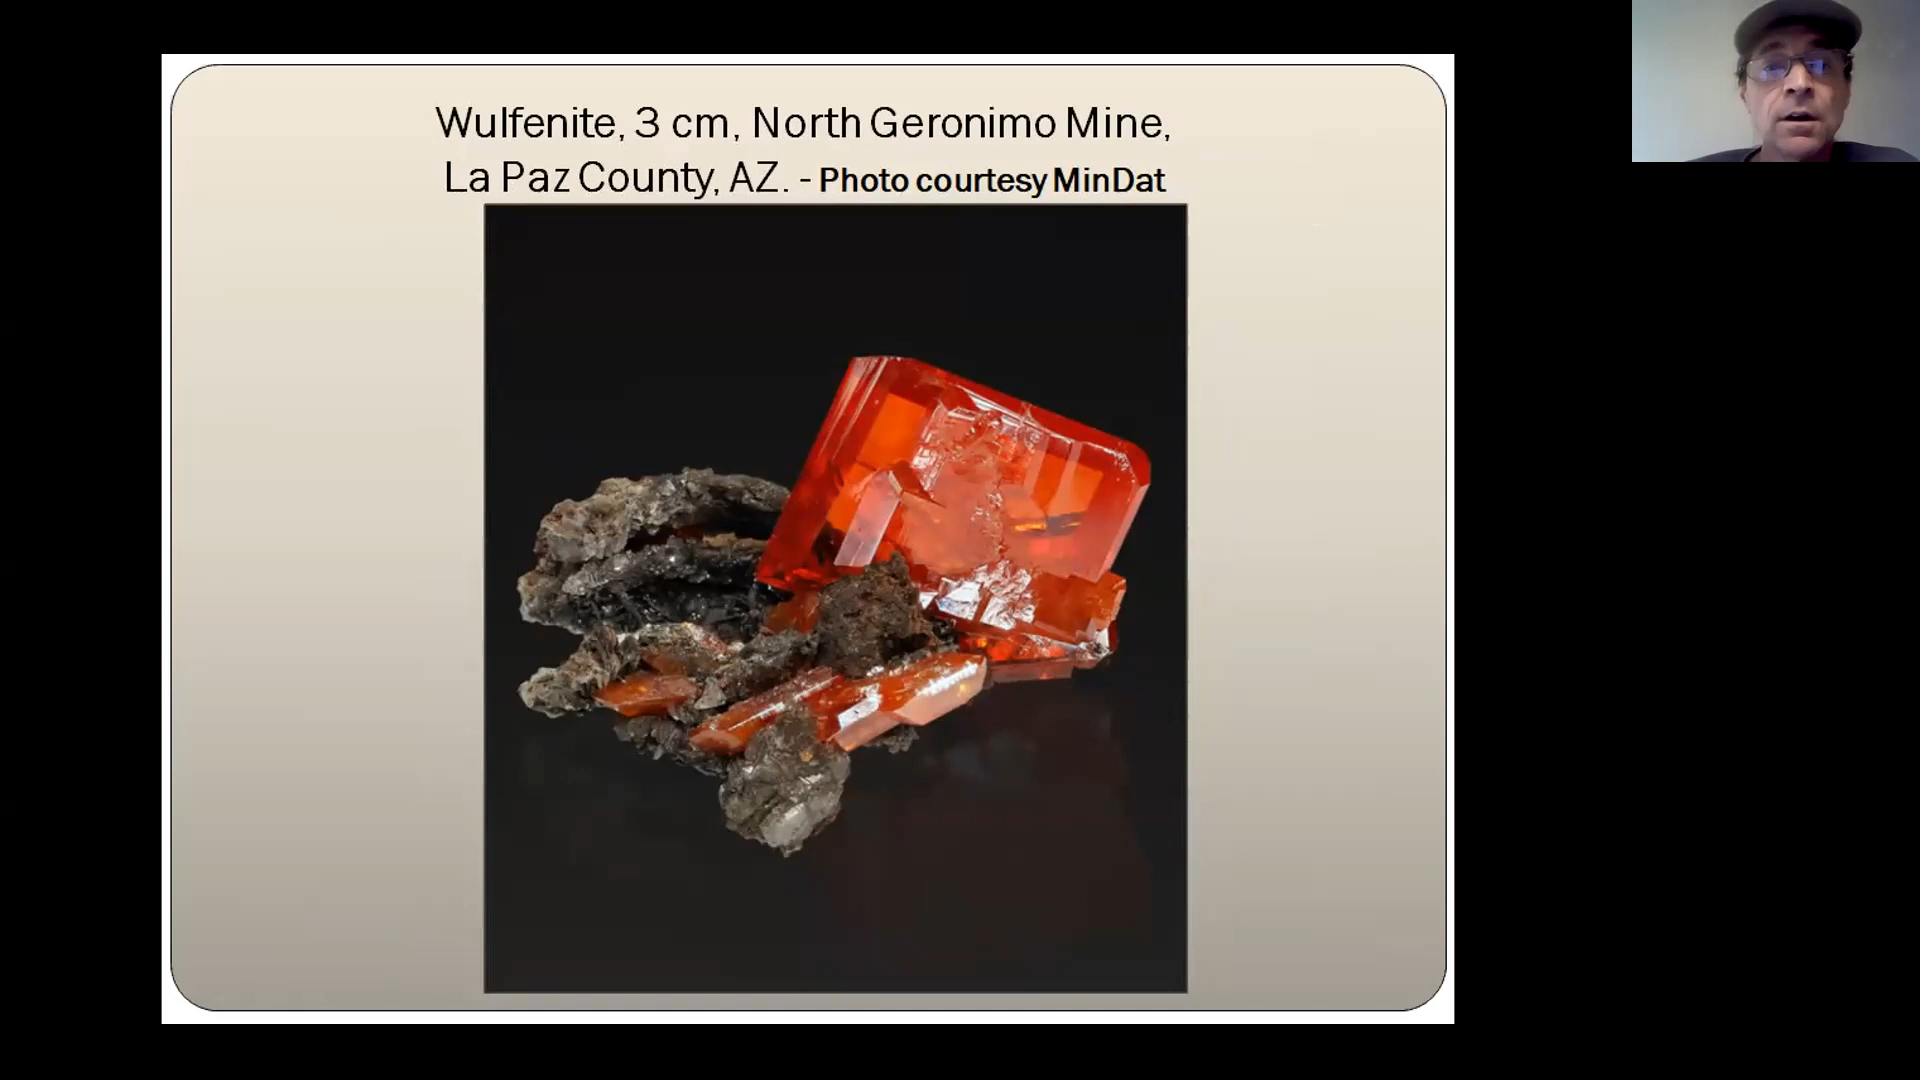 Wulfenite, 3 cm, North Geronimo Mine,
La Paz County, AZ. - Photo courtesy MinDat